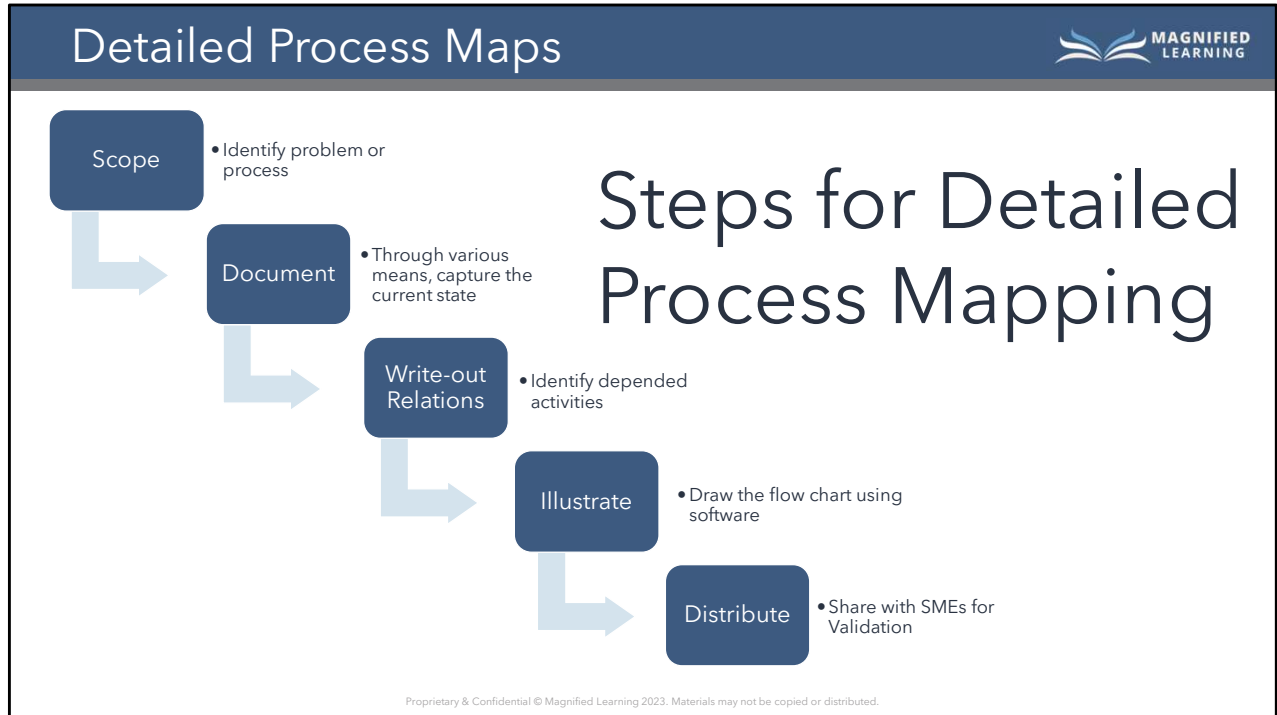 Detailed Process Maps
MAGNIFIED
LEARNING
Scope
• Identify problem or
process
Steps for Detailed
Process Mapping
Document
• Through various
means, capture the
current state
Write-out
Relations
• Identify depended
activities
Illustrate
• Draw the flow chart using
software
Distribute
• Share with SMEs for
Validation
Proprietary & Confidential © Magnified Learning 2023. Materials may not be copied or distributed.